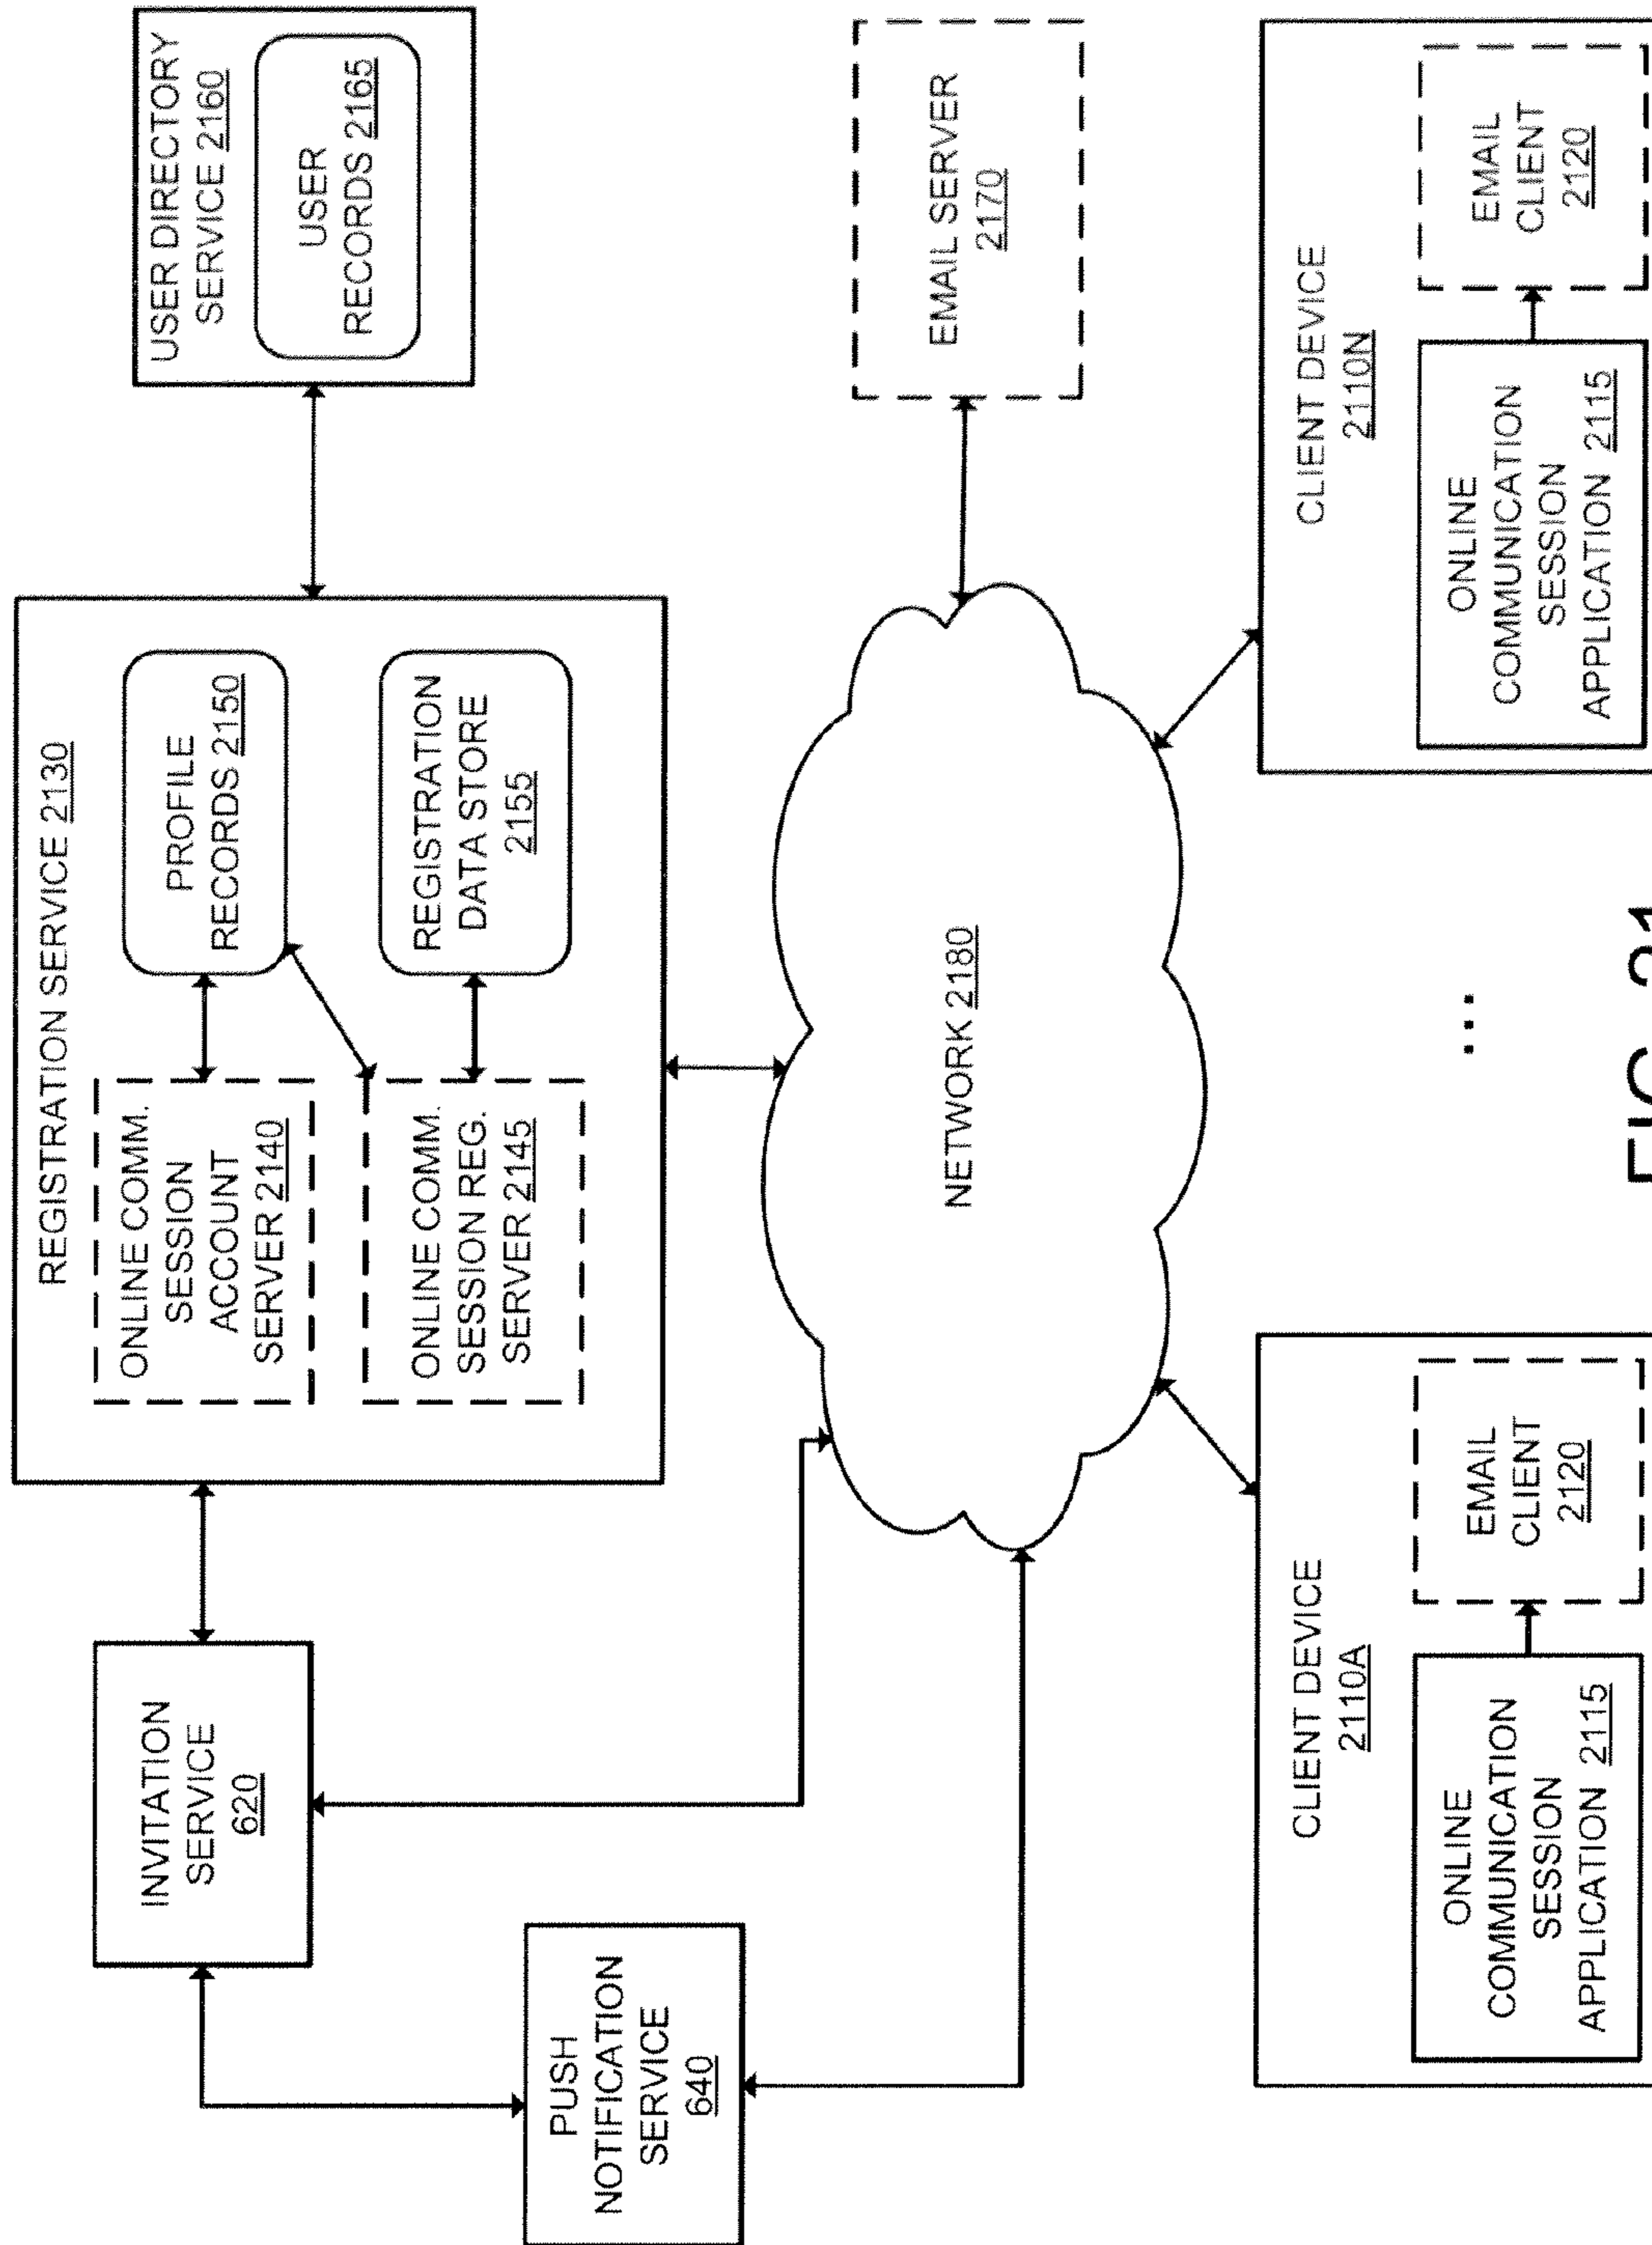 REGISTRATION SERVICE 2130
ONLINE COMM.
SESSION
ACCOUNT
SERVER 2140
PROFILE
RECORDS 2150
ONLINE COMM.
SESSION REG.
SERVER 2145
REGISTRATION
DATA STORE
2155
USER DIRECTORY
SERVICE 2160
USER
RECORDS 2165
INVITATION
SERVICE
620
PUSH
NOTIFICATION
SERVICE
640
NETWORK 2180
EMAIL SERVER
2170
CLIENT DEVICE
2110A
ONLINE
COMMUNICATION
SESSION
APPLICATION 2115
EMAIL
CLIENT
2120
...
CLIENT DEVICE
2110N
ONLINE
COMMUNICATION
SESSION
APPLICATION 2115
EMAIL
CLIENT
2120
FIG. 21